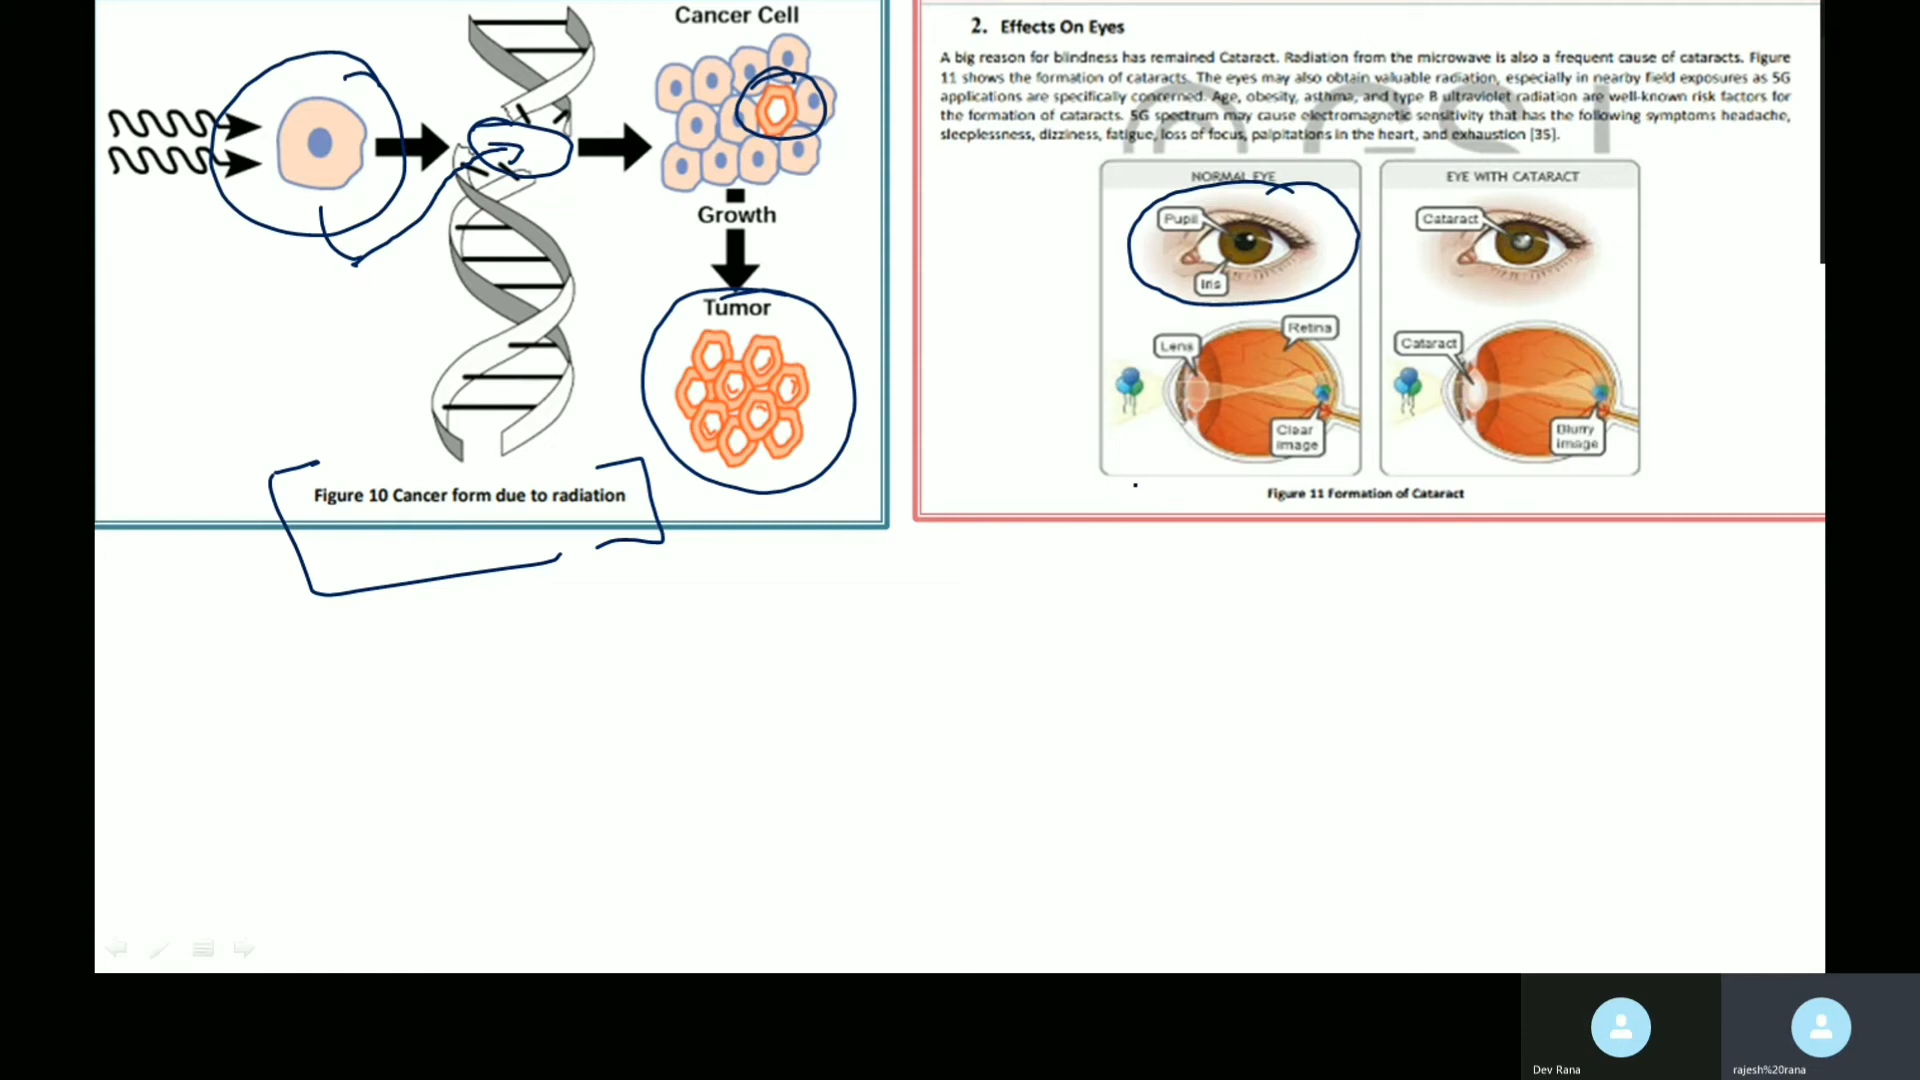 Cancer Cell
Growth
Tumor
Figure 10 Cancer form due to radiation
2. Effects On Eyes
A big reason for blindness has remained Cataract. Radiation from the microwave is also a frequent cause of cataracts. Figure
11 shows the formation of cataracts. The eyes may also obtain valuable radiation, especially in nearby field exposures as 5G
applications are specifically concerned. Age, obesity, asthma, and type B ultraviolet radiation are well-known risk factors for
the formation of cataracts. 5G spectrum may cause electromagnetic sensitivity that has the following symptoms headache,
sleeplessness, dizziness, fatigue, loss of focus, palpitations in the heart, and exhaustion [35].
NORMAL EYE
Pupil
Iris
Lens
Retina
Clear
image
EYE WITH CATARACT
Cataract
Cataract
Blurry
image
Figure 11 Formation of Cataract
Dev Rana
rajesh%20rana